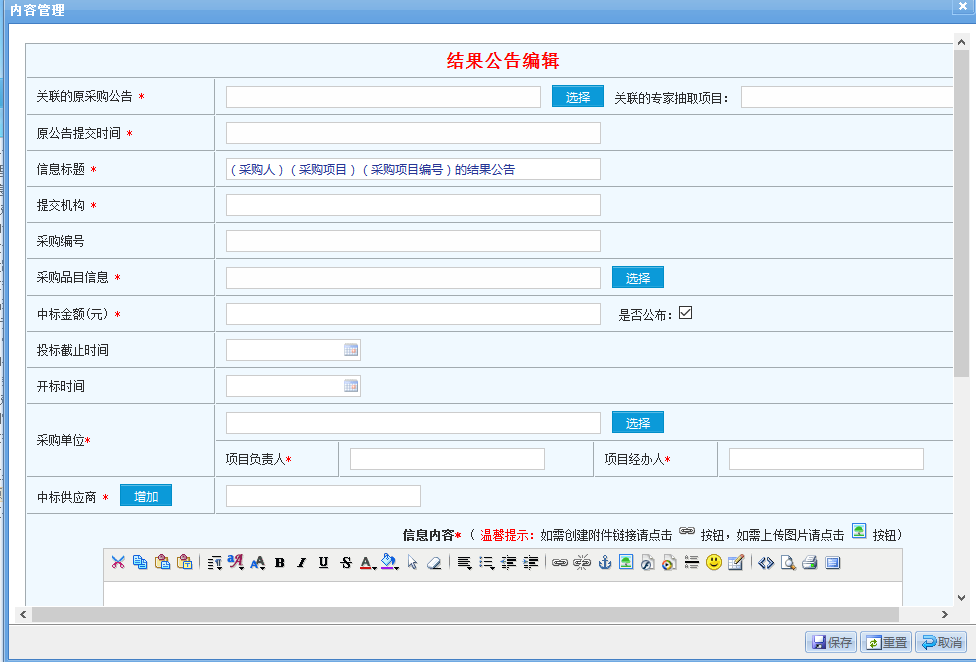 内容管理
结果公告编辑
关联的原采购公告 * 选择 关联的专家抽取项目：
原公告提交时间 *
信息标题 * （采购人）（采购项目）（采购项目编号）的结果公告
提交机构 *
采购编号
采购品目信息 * 选择
中标金额(元) * 是否公布：
投标截止时间
开标时间
采购单位* 选择
项目负责人* 项目经办人*
中标供应商 * 增加
信息内容*（ 温馨提示：如需创建附件链接请点击 按钮，如需上传图片请点击 按钮）
保存 重置 取消